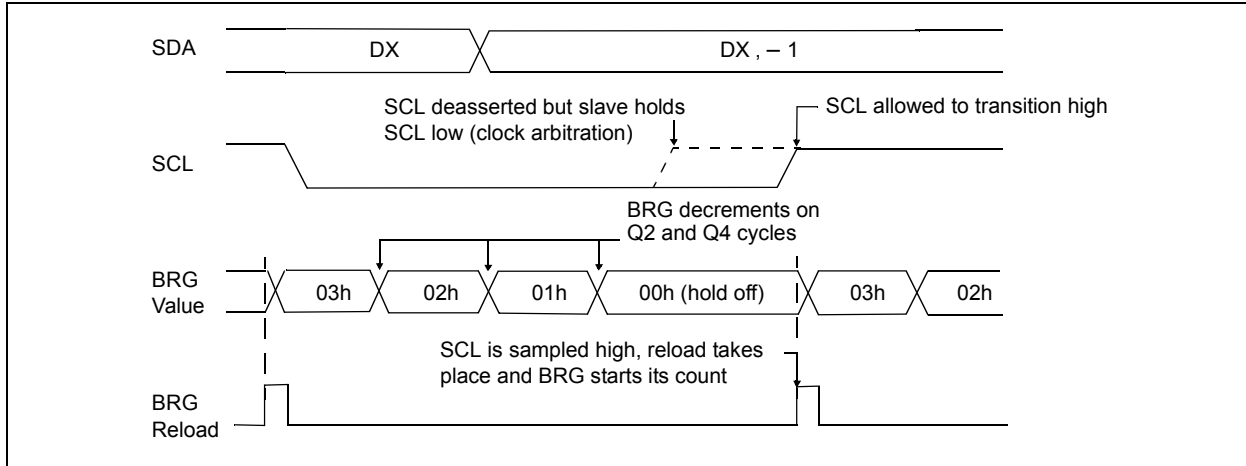 SDA
DX
DX , – 1
SCL deasserted but slave holds
SCL low (clock arbitration)
SCL allowed to transition high
SCL
BRG decrements on
Q2 and Q4 cycles
BRG
Value
03h
02h
01h
00h (hold off)
03h
02h
SCL is sampled high, reload takes
place and BRG starts its count
BRG
Reload